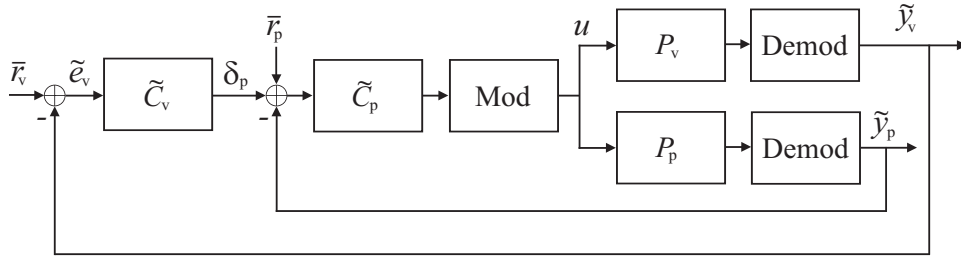 r̄ᵥ
-
ẽᵥ
C̃ᵥ
δₚ
r̄ₚ
-
C̃ₚ
Mod
u
Pᵥ
Demod
ỹᵥ
Pₚ
Demod
ỹₚ